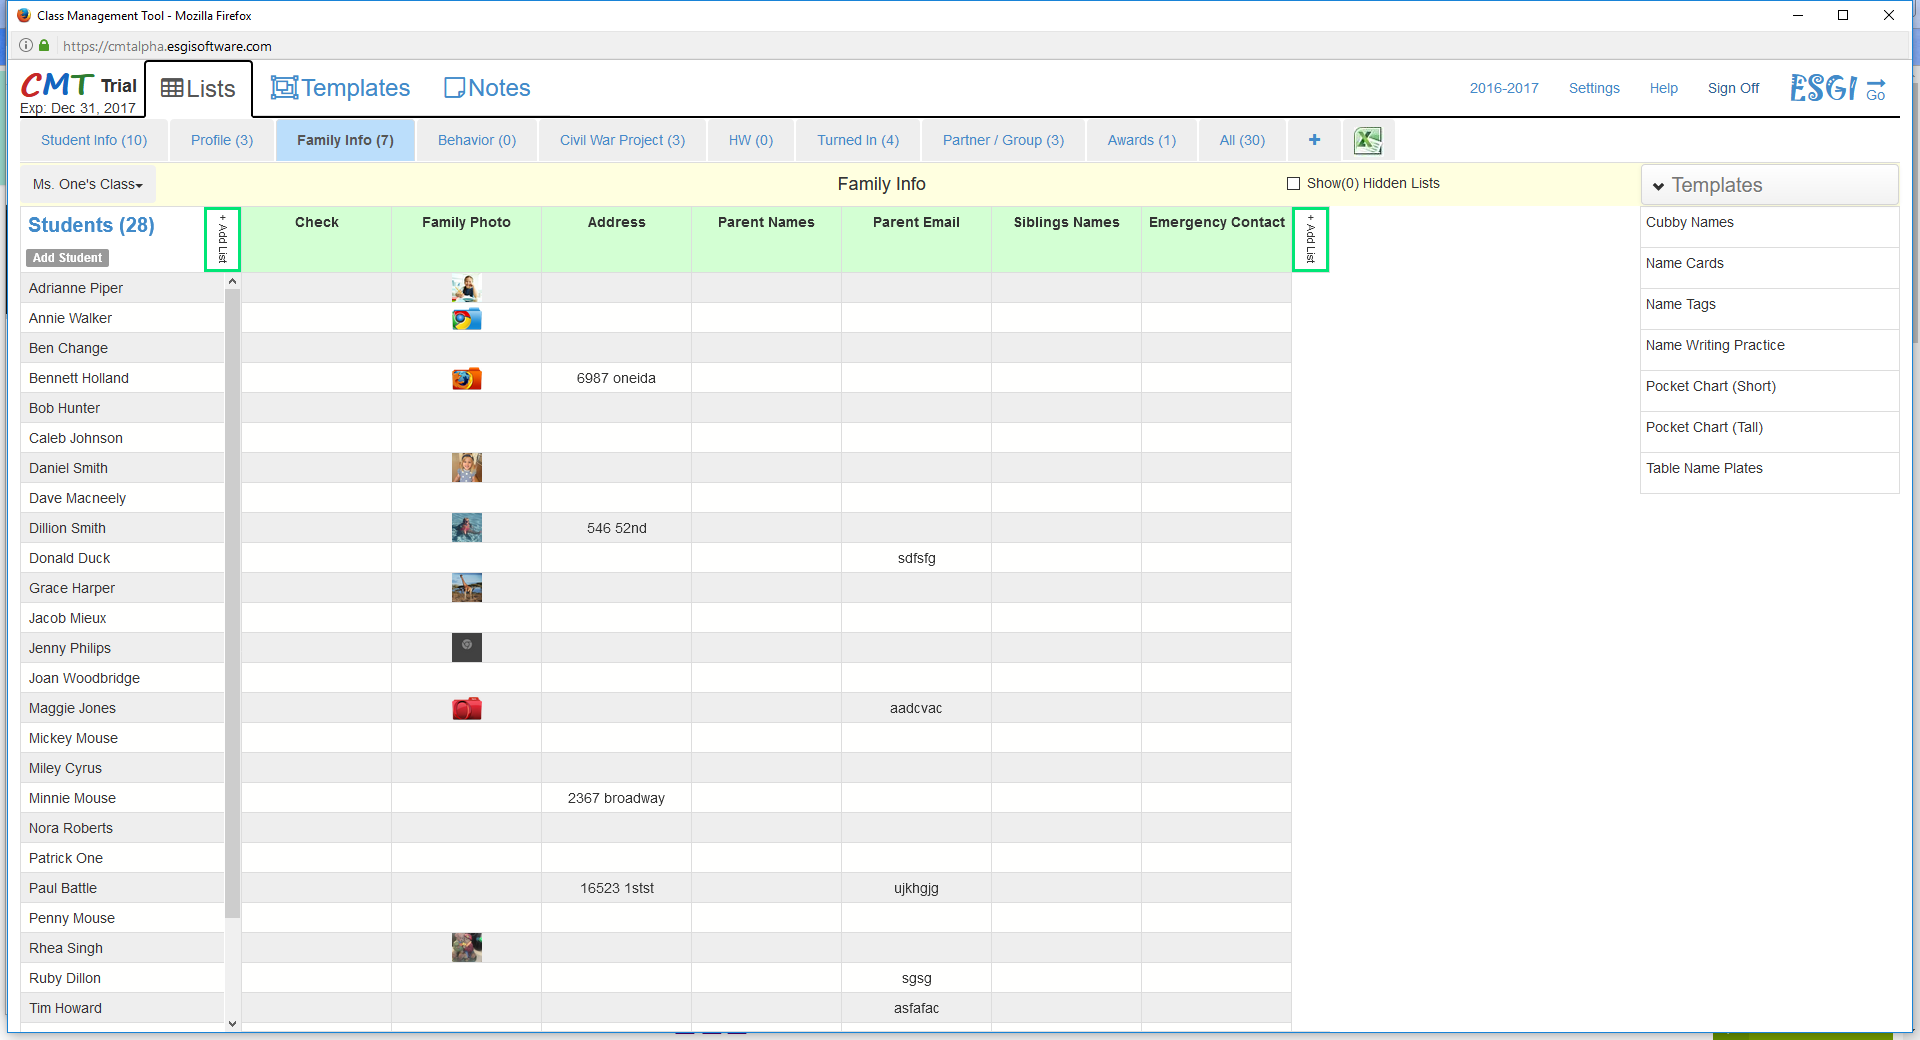 Class Management Tool - Mozilla Firefox
https://cmtalpha.esgisoftware.com
CMT Trial
Exp: Dec 31, 2017
Lists
Templates
Notes
2016-2017
Settings
Help
Sign Off
ESGI
Go
Student Info (10)
Profile (3)
Family Info (7)
Behavior (0)
Civil War Project (3)
HW (0)
Turned In (4)
Partner / Group (3)
Awards (1)
All (30)
+
Ms. One's Class
Family Info
Show(0) Hidden Lists
Templates
Students (28)
Add Student
+ Add List
Check
Family Photo
Address
Parent Names
Parent Email
Siblings Names
Emergency Contact
+ Add List
Cubby Names
Name Cards
Name Tags
Name Writing Practice
Pocket Chart (Short)
Pocket Chart (Tall)
Table Name Plates
Adrianne Piper
Annie Walker
Ben Change
Bennett Holland 6987 oneida
Bob Hunter
Caleb Johnson
Daniel Smith
Dave Macneely
Dillion Smith 546 52nd
Donald Duck sdfsfg
Grace Harper
Jacob Mieux
Jenny Philips
Joan Woodbridge
Maggie Jones aadcvac
Mickey Mouse
Miley Cyrus
Minnie Mouse 2367 broadway
Nora Roberts
Patrick One
Paul Battle 16523 1stst ujkhgjg
Penny Mouse
Rhea Singh
Ruby Dillon sgsg
Tim Howard asfafac